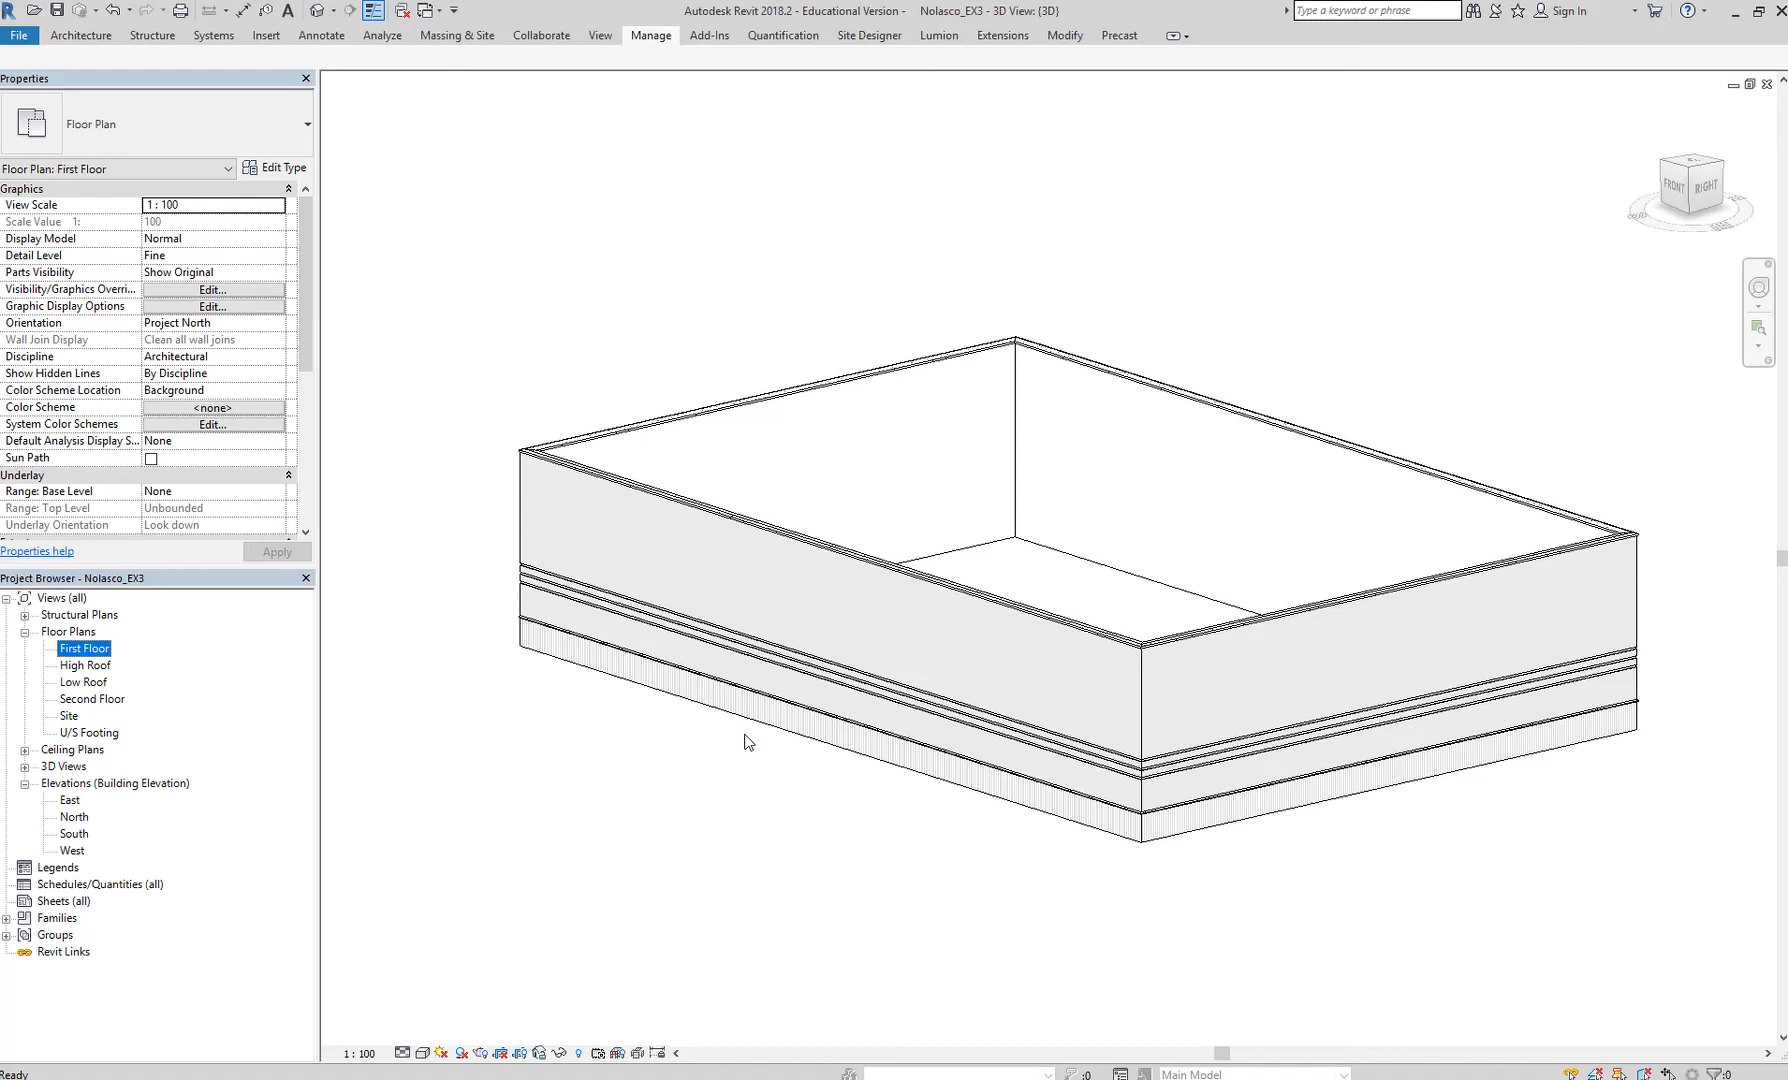 Autodesk Revit 2018.2 - Educational Version - Nolasco_EX3 - 3D View: {3D}
Type a keyword or phrase
Sign In
File Architecture Structure Systems Insert Annotate Analyze Massing & Site Collaborate View Manage Add-Ins Quantification Site Designer Lumion Extensions Modify Precast
Properties
Floor Plan
Floor Plan: First Floor
Edit Type
Graphics
View Scale 1 : 100
Scale Value 1: 100
Display Model Normal
Detail Level Fine
Parts Visibility Show Original
Visibility/Graphics Overri... Edit...
Graphic Display Options Edit...
Orientation Project North
Wall Join Display Clean all wall joins
Discipline Architectural
Show Hidden Lines By Discipline
Color Scheme Location Background
Color Scheme <none>
System Color Schemes Edit...
Default Analysis Display S... None
Sun Path
Underlay
Range: Base Level None
Range: Top Level Unbounded
Underlay Orientation Look down
Properties help
Apply
Project Browser - Nolasco_EX3
Views (all)
Structural Plans
Floor Plans
First Floor
High Roof
Low Roof
Second Floor
Site
U/S Footing
Ceiling Plans
3D Views
Elevations (Building Elevation)
East
North
South
West
Legends
Schedules/Quantities (all)
Sheets (all)
Families
Groups
Revit Links
FRONT RIGHT
1 : 100
Ready
:0
Main Model
:0